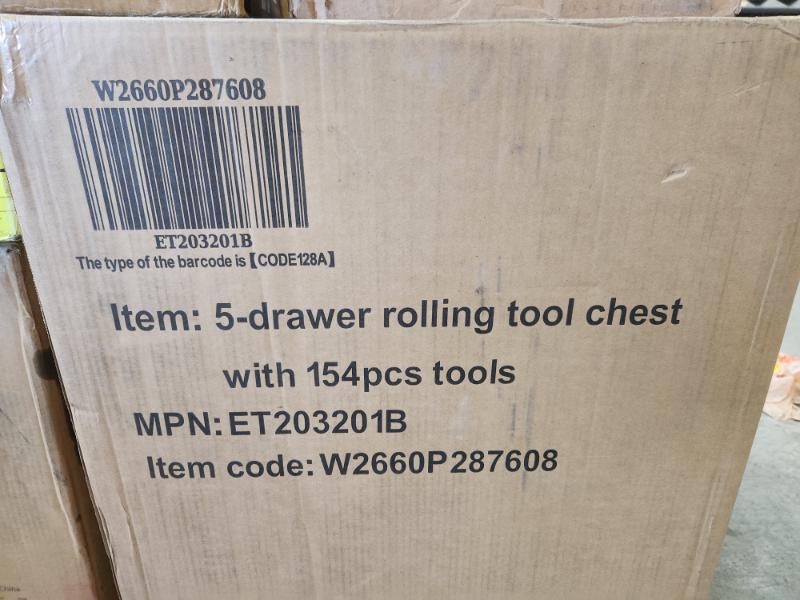 W2660P287608
ET203201B
The type of the barcode is【CODE128A】
Item: 5-drawer rolling tool chest
with 154pcs tools
MPN: ET203201B
Item code: W2660P287608
China